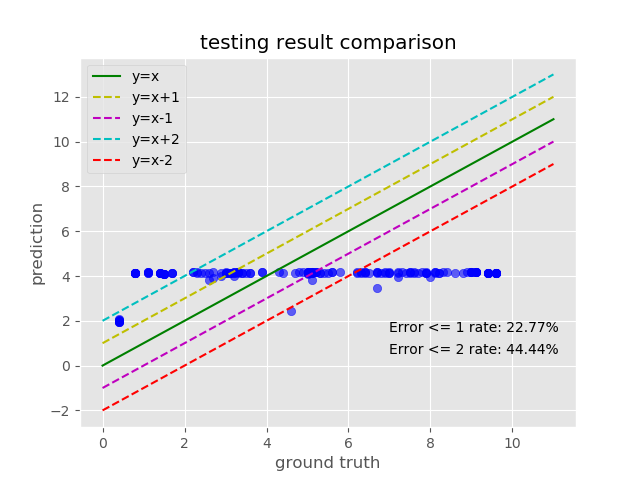 testing result comparison
y=x
y=x+1
y=x-1
y=x+2
y=x-2
12
10
8
6
4
2
0
−2
prediction
Error <= 1 rate: 22.77%
Error <= 2 rate: 44.44%
0 2 4 6 8 10
ground truth